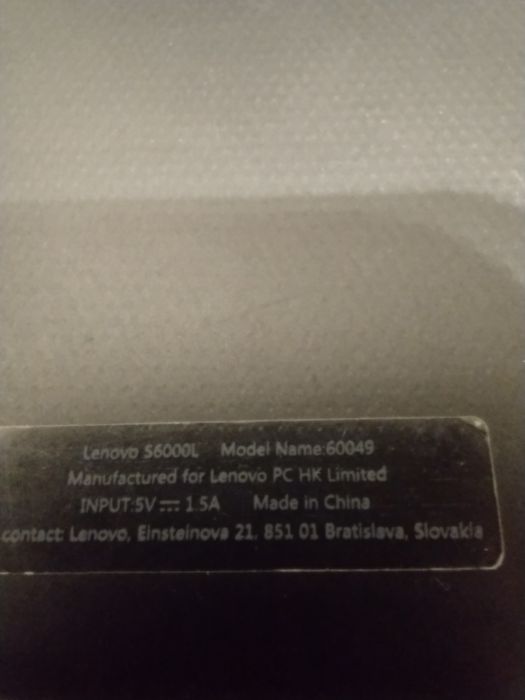 Lenovo S6000L Model Name:60049
Manufactured for Lenovo PC HK Limited
INPUT:5V⎓1.5A Made in China
contact: Lenovo, Einsteinova 21, 851 01 Bratislava, Slovakia